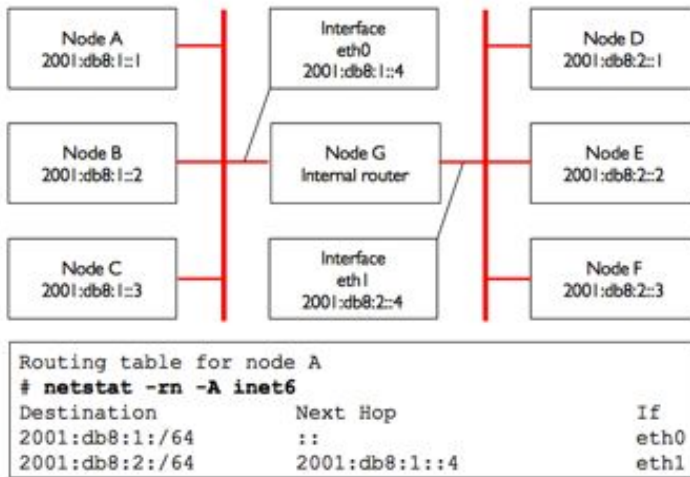 Node A
2001:db8:1::1
Interface
eth0
2001:db8:1::4
Node D
2001:db8:2::1
Node B
2001:db8:1::2
Node G
Internal router
Node E
2001:db8:2::2
Node C
2001:db8:1::3
Interface
eth1
2001:db8:2::4
Node F
2001:db8:2::3
Routing table for node A
# netstat -rn -A inet6
Destination Next Hop If
2001:db8:1:/64 :: eth0
2001:db8:2:/64 2001:db8:1::4 eth1